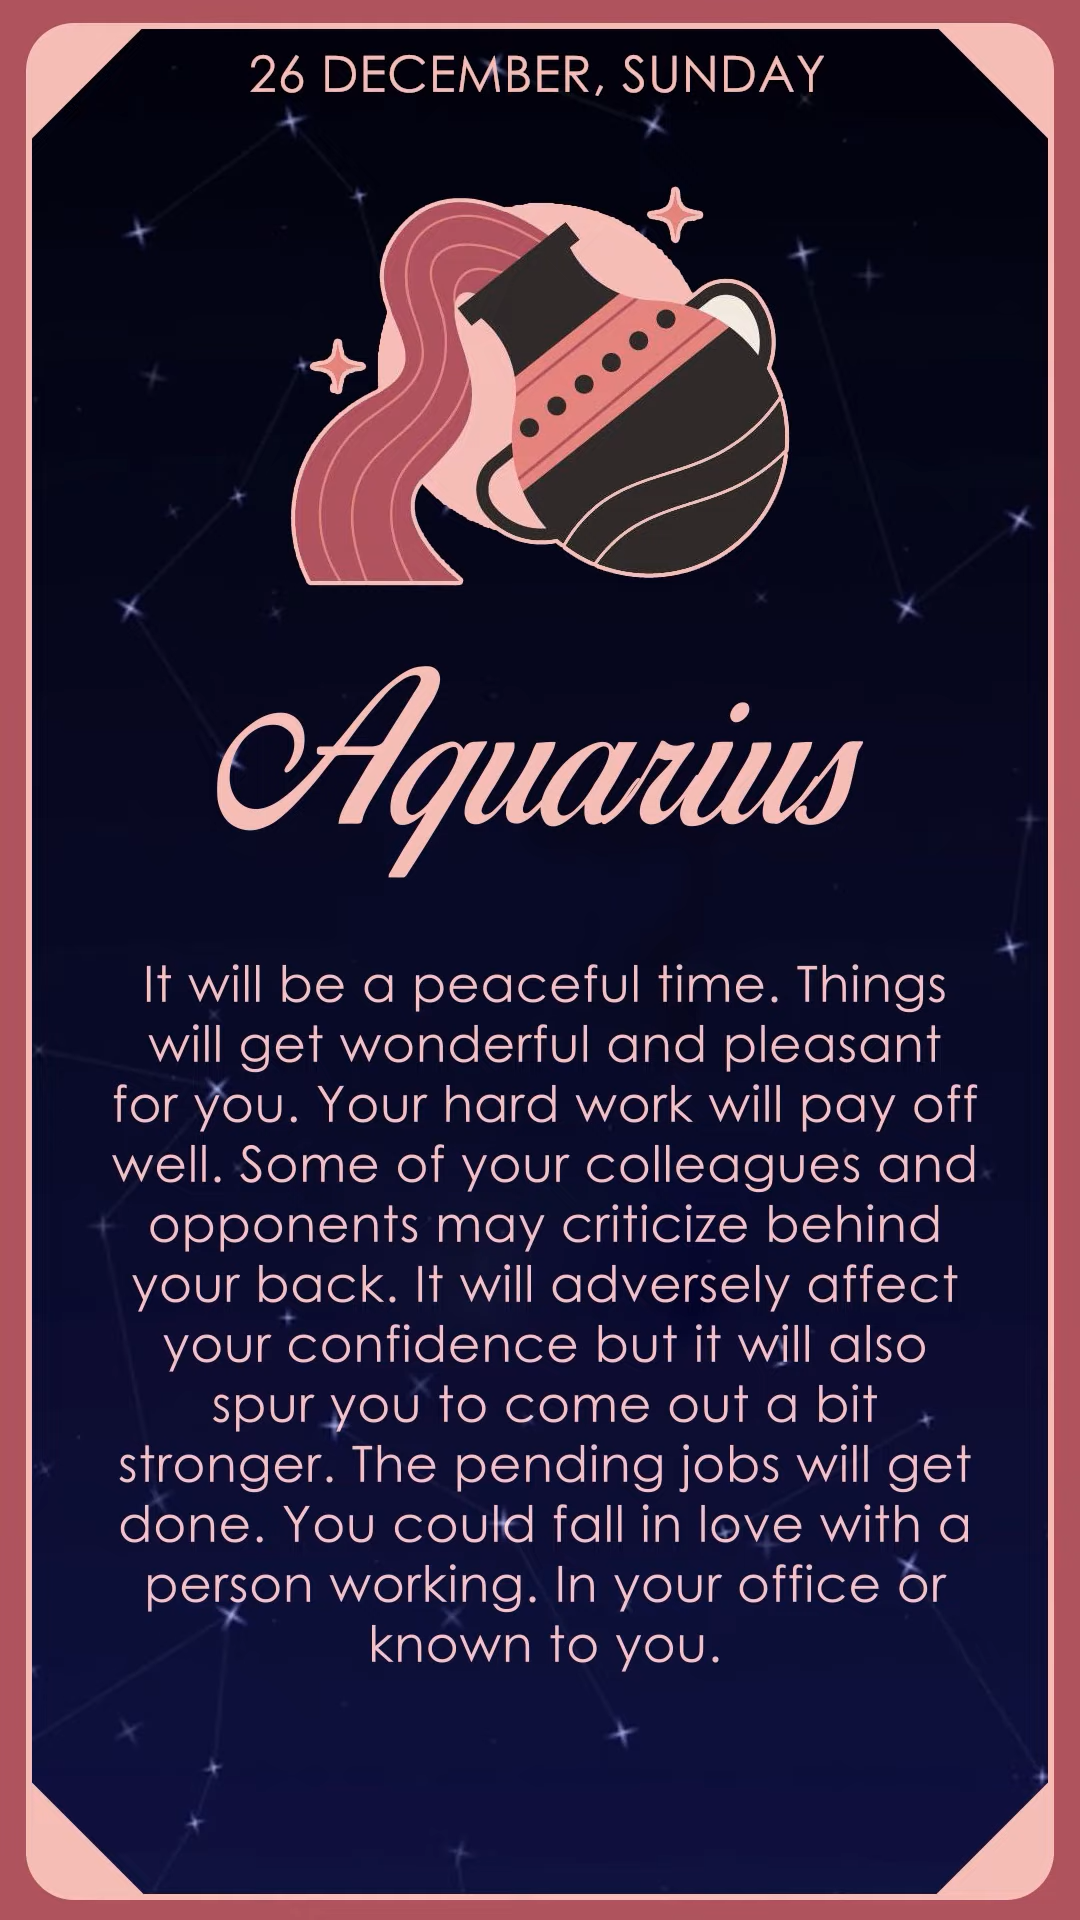 26 DECEMBER, SUNDAY
Aquarius
It will be a peaceful time. Things
will get wonderful and pleasant
for you. Your hard work will pay off
well. Some of your colleagues and
opponents may criticize behind
your back. It will adversely affect
your confidence but it will also
spur you to come out a bit
stronger. The pending jobs will get
done. You could fall in love with a
person working. In your office or
known to you.